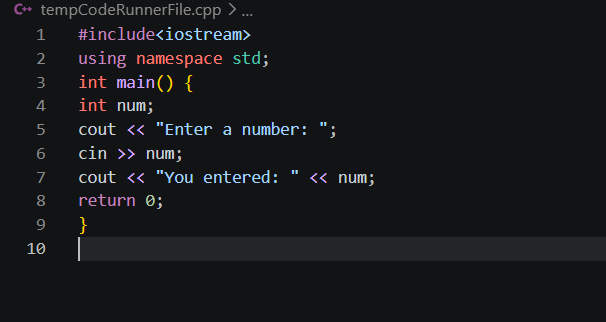 C++ tempCodeRunnerFile.cpp > ...
1 #include<iostream>
2 using namespace std;
3 int main() {
4 int num;
5 cout << "Enter a number: ";
6 cin >> num;
7 cout << "You entered: " << num;
8 return 0;
9 }
10